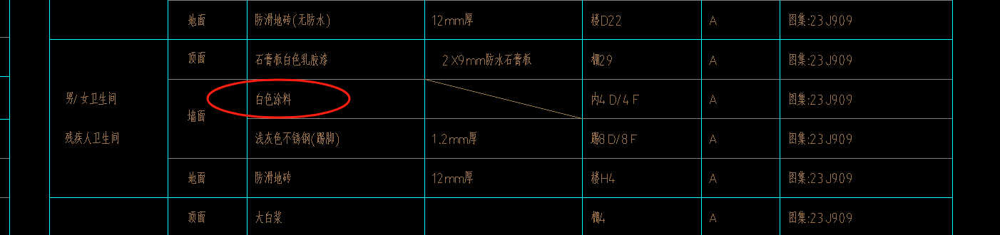 地面 防滑地砖(无防水) 12mm厚 楼D22 A 图集:23J909
顶面 石膏板白色乳胶漆 2X9mm防水石膏板 棚29 A 图集:23J909
男/女卫生间 白色涂料 内4D/4F A 图集:23J909
墙面
残疾人卫生间 浅灰色不锈钢(踢脚) 1.2mm厚 踢8D/8F A 图集:23J909
地面 防滑地砖 12mm厚 楼H4 A 图集:23J909
顶面 大白浆 棚4 A 图集:23J909